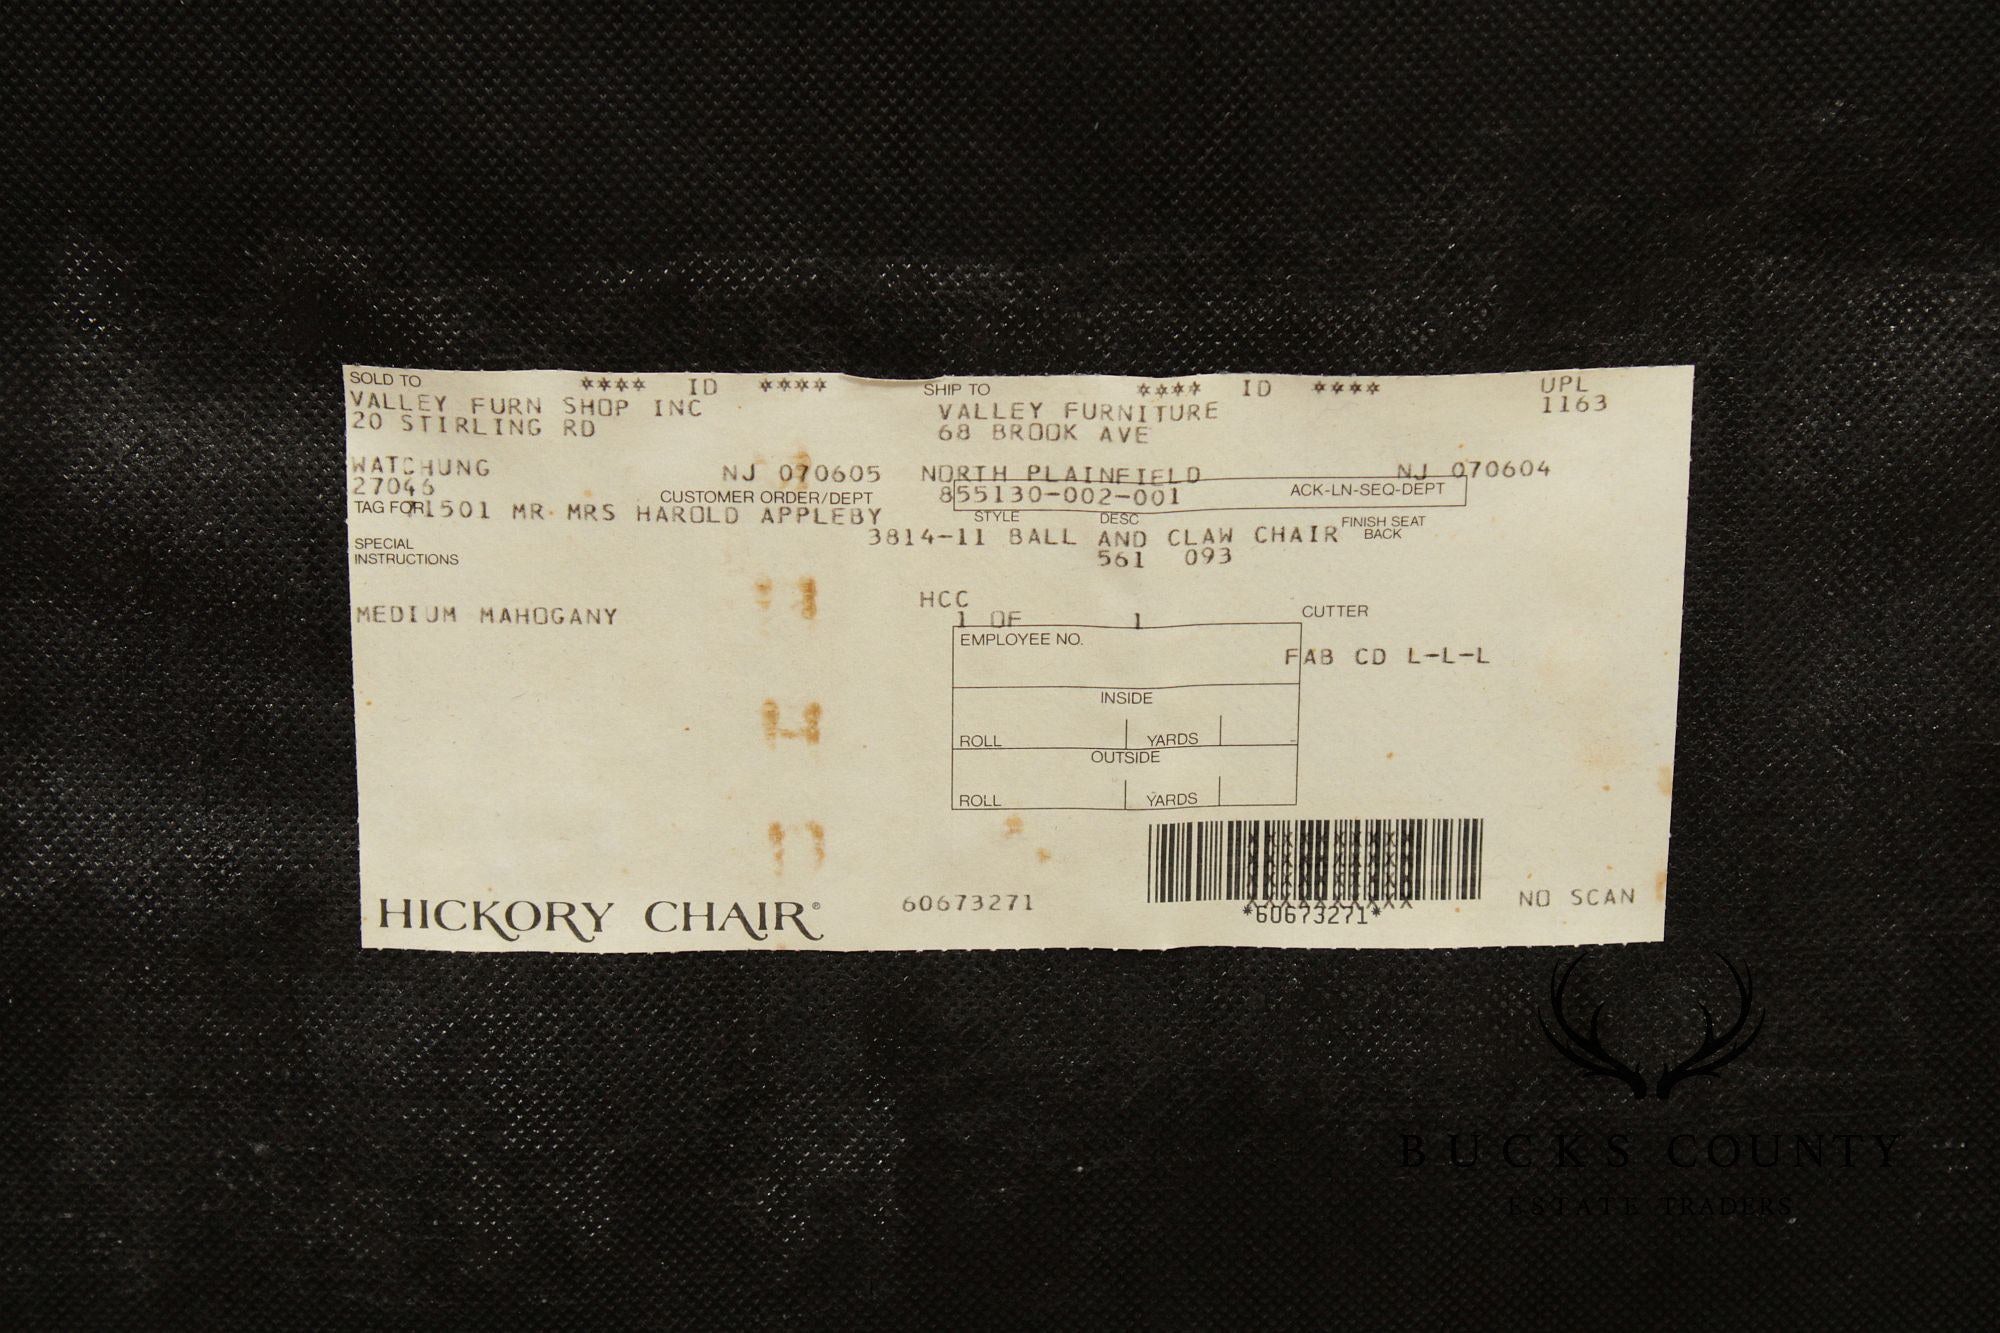 SOLD TO **** ID **** SHIP TO **** ID **** UPL
VALLEY FURN SHOP INC VALLEY FURNITURE 1163
20 STIRLING RD 68 BROOK AVE
WATCHUNG NJ 070605 NORTH PLAINFIELD NJ 070604
27046 CUSTOMER ORDER/DEPT 855130-002-001 ACK-LN-SEQ-DEPT
TAG FOR 71501 MR MRS HAROLD APPLEBY STYLE DESC FINISH SEAT
3814-11 BALL AND CLAW CHAIR BACK
SPECIAL 561 093
INSTRUCTIONS
HCC
MEDIUM MAHOGANY 1 OF 1 CUTTER
EMPLOYEE NO.
FAB CD L-L-L
INSIDE
ROLL YARDS
OUTSIDE
ROLL YARDS
HICKORY CHAIR® 60673271 *60673271* NO SCAN
BUCKS COUNTY
ESTATE TRADERS